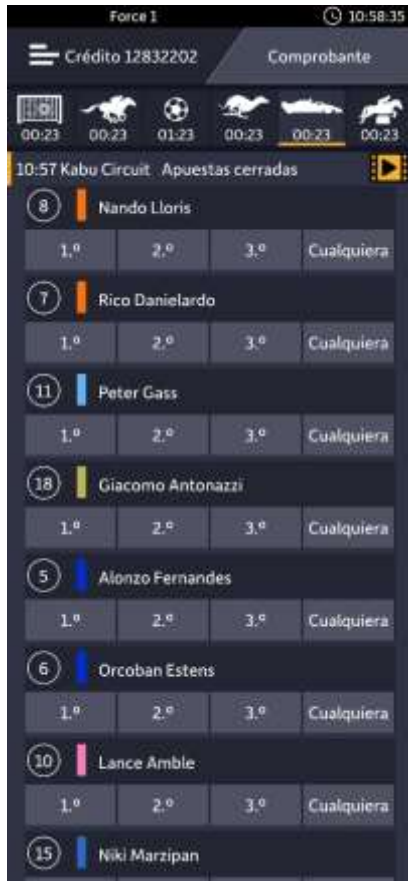 Force 1 10:58:35
Crédito 12832202 Comprobante
00:23 00:23 01:23 00:23 00:23 00:23
10:57 Kabu Circuit Apuestas cerradas
8 Nando Lloris
1.º 2.º 3.º Cualquiera
7 Rico Danielardo
1.º 2.º 3.º Cualquiera
11 Peter Gass
1.º 2.º 3.º Cualquiera
18 Giacomo Antonazzi
1.º 2.º 3.º Cualquiera
5 Alonzo Fernandes
1.º 2.º 3.º Cualquiera
6 Orcoban Estens
1.º 2.º 3.º Cualquiera
10 Lance Amble
1.º 2.º 3.º Cualquiera
15 Niki Marzipan